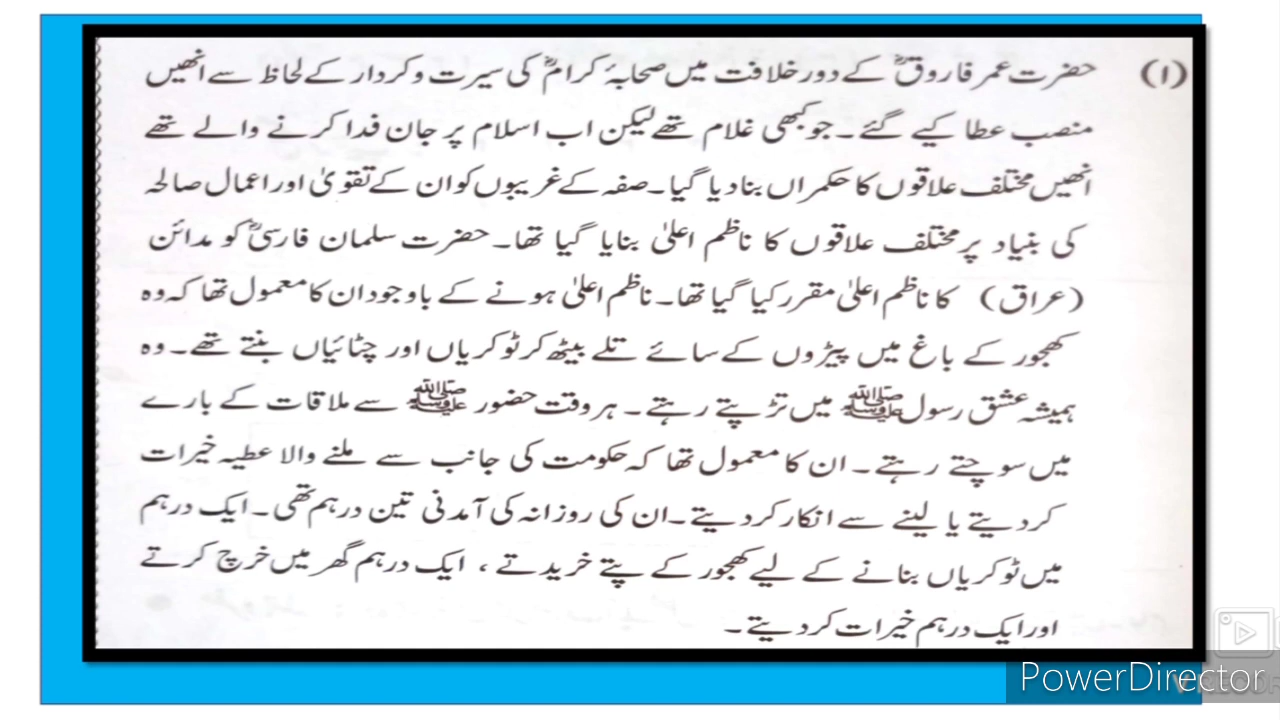 (۱) حضرت عمر فاروقؓ کے دور خلافت میں صحابۂ کرامؓ کی سیرت و کردار کے لحاظ سے انھیں
منصب عطا کیے گئے۔ جو کبھی غلام تھے لیکن اب اسلام پر جان فدا کرنے والے تھے
انھیں مختلف علاقوں کا حکمراں بنا دیا گیا۔ صفہ کے غریبوں کو ان کے تقویٰ اور اعمال صالحہ
کی بنیاد پر مختلف علاقوں کا ناظم اعلیٰ بنایا گیا تھا۔ حضرت سلمان فارسیؓ کو مدائن
(عراق) کا ناظم اعلیٰ مقرر کیا گیا تھا۔ ناظم اعلیٰ ہونے کے باوجود ان کا معمول تھا کہ وہ
کھجور کے باغ میں پیڑوں کے سائے تلے بیٹھ کر ٹوکریاں اور چٹائیاں بنتے تھے۔ وہ
ہمیشہ عشق رسول ﷺ میں تڑپتے رہتے۔ ہر وقت حضور ﷺ سے ملاقات کے بارے
میں سوچتے رہتے۔ ان کا معمول تھا کہ حکومت کی جانب سے ملنے والا عطیہ خیرات
کر دیتے یا لینے سے انکار کر دیتے۔ ان کی روزانہ کی آمدنی تین درہم تھی۔ ایک درہم
میں ٹوکریاں بنانے کے لیے کھجور کے پتے خریدتے ، ایک درہم گھر میں خرچ کرتے
اور ایک درہم خیرات کر دیتے۔
PowerDirector